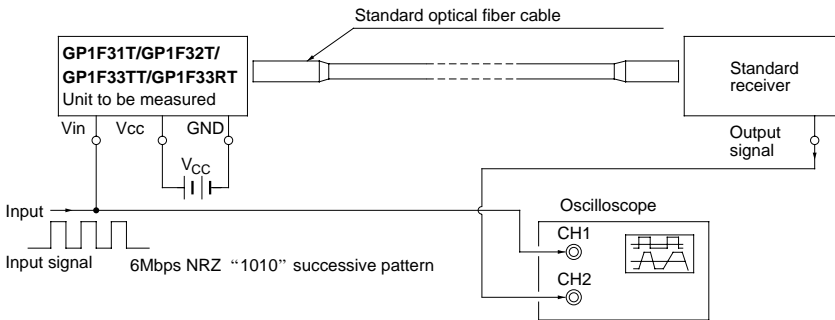 Standard optical fiber cable
GP1F31T/GP1F32T/
GP1F33TT/GP1F33RT
Unit to be measured
Standard
receiver
Vin
Vcc
GND
VCC
Output
signal
Input
Oscilloscope
CH1
CH2
Input signal
6Mbps NRZ “1010” successive pattern